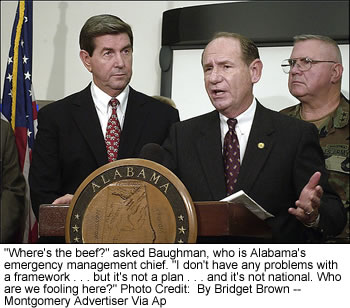 ALABAMA
"Where's the beef?" asked Baughman, who is Alabama's
emergency management chief. "I don't have any problems with
a framework . . . but it's not a plan . . . and it's not national. Who
are we fooling here?" Photo Credit:  By Bridget Brown --
Montgomery Advertiser Via Ap